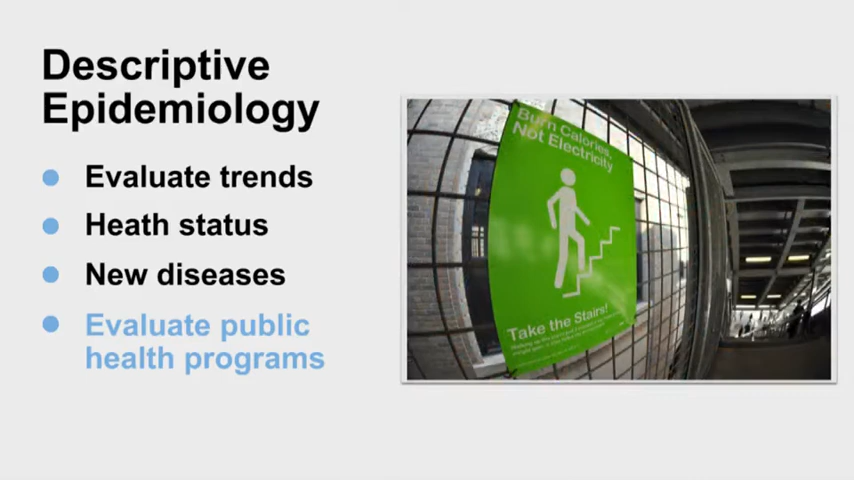 Descriptive
Epidemiology
Evaluate trends
Heath status
New diseases
Evaluate public
health programs
Burn Calories,
Not Electricity
Take the Stairs!